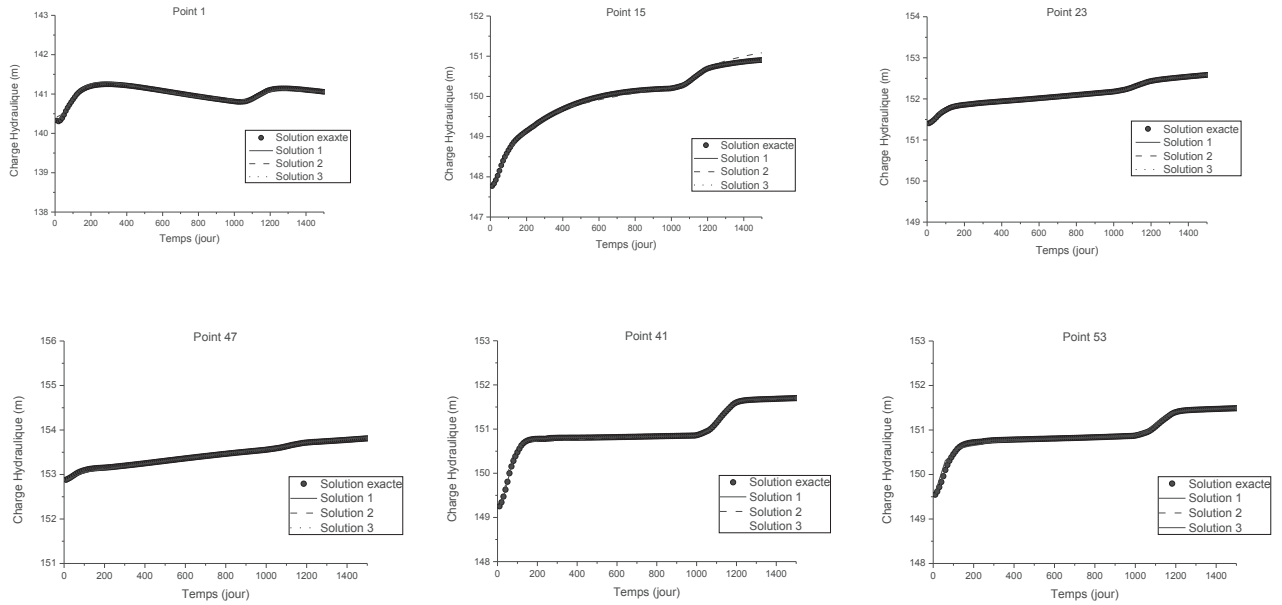 Point 1
143
142
141
140
139
138
Charge Hydraulique (m)
0 200 400 600 800 1000 1200 1400
Temps (jour)
Solution exaxte
Solution 1
Solution 2
Solution 3
Point 15
152
151
150
149
148
147
Charge Hydraulique (m)
0 200 400 600 800 1000 1200 1400
Temps (jour)
Solution exacte
Solution 1
Solution 2
Solution 3
Point 23
154
153
152
151
150
149
Charge Hydraulique (m)
0 200 400 600 800 1000 1200 1400
Temps (jour)
Solution exacte
Solution 1
Solution 2
Solution 3
Point 47
156
155
154
153
152
151
Charge Hydraulique (m)
0 200 400 600 800 1000 1200 1400
Temps (jour)
Solution exacte
Solution 1
Solution 2
Solution 3
Point 41
153
152
151
150
149
148
Charge Hydraulique (m)
0 200 400 600 800 1000 1200 1400
Temps (jour)
Solution exacte
Solution 1
Solution 2
Solution 3
Point 53
153
152
151
150
149
148
Charge Hydraulique (m)
0 200 400 600 800 1000 1200 1400
Temps (jour)
Solution exacte
Solution 1
Solution 2
Solution 3